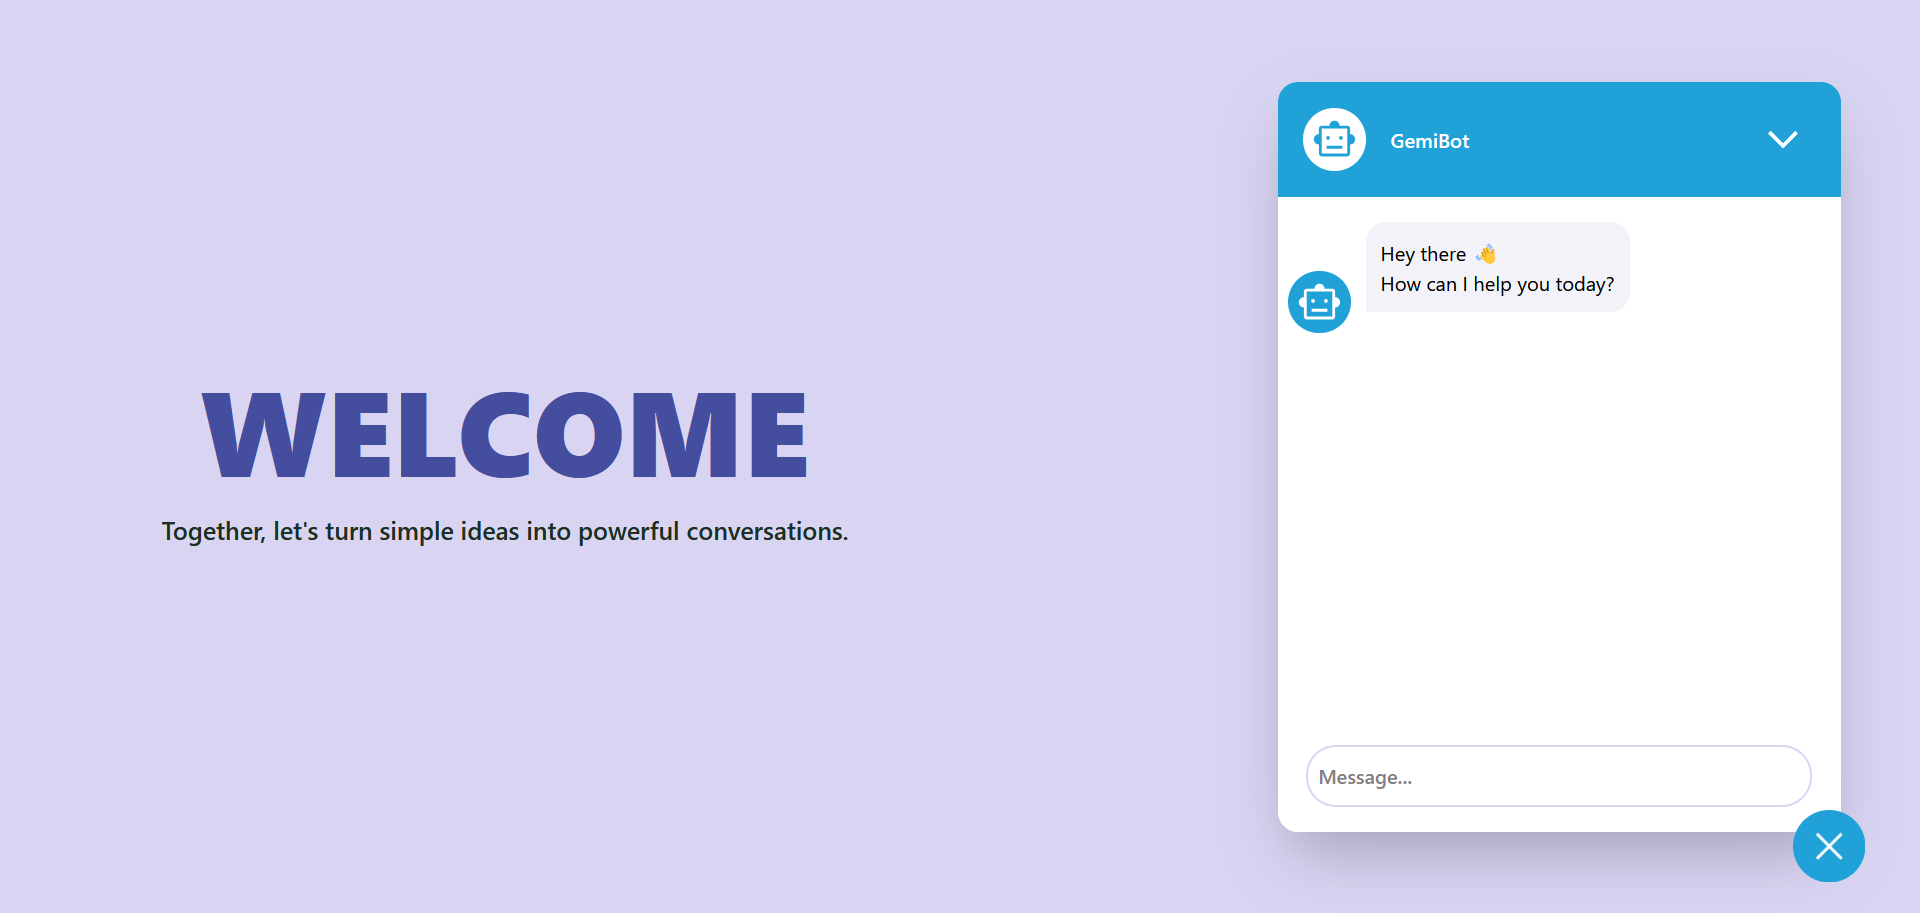 WELCOME
Together, let's turn simple ideas into powerful conversations.
GemiBot
Hey there 👋
How can I help you today?
Message...